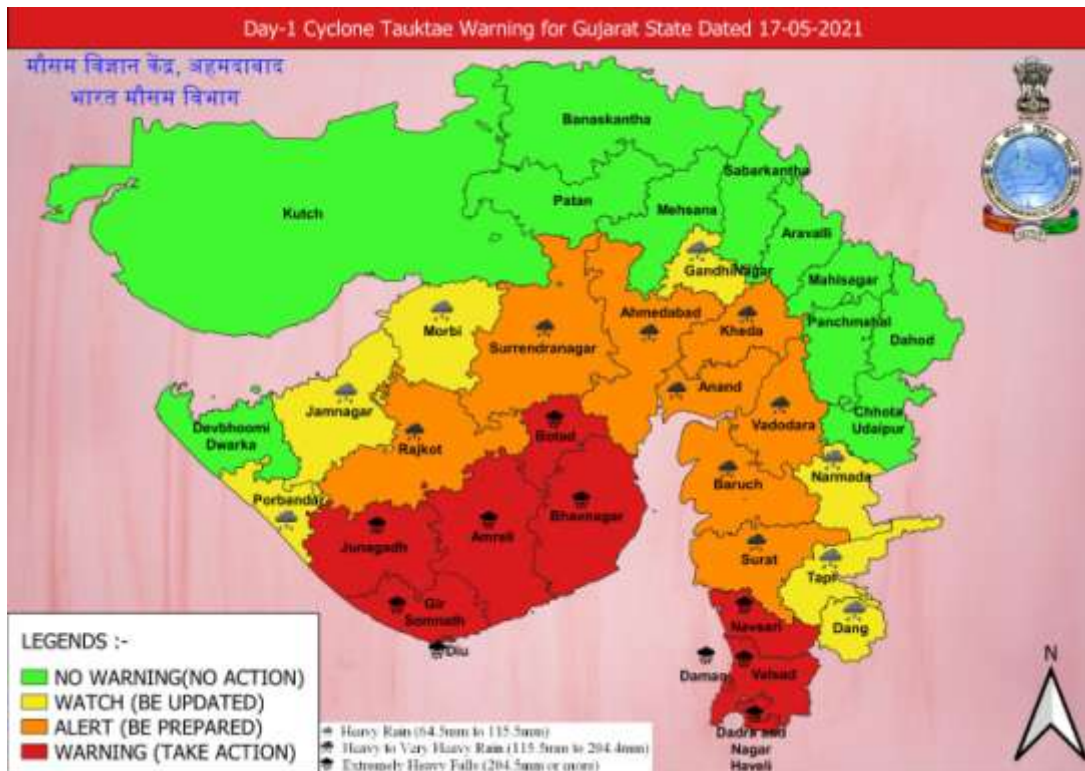 Day-1 Cyclone Tauktae Warning for Gujarat State Dated 17-05-2021
मौसम विज्ञान केंद्र, अहमदाबाद
भारत मौसम विभाग
Banaskantha
Sabarkantha
Kutch
Patan
Mehsana
Aravalli
GandhiNagar
Mahisagar
Morbi
Surrendranagar
Ahmedabad
Kheda
Panchmahal
Dahod
Jamnagar
Anand
Devbhoomi
Dwarka
Rajkot
Botad
Vadodara
Chhota
Udaipur
Porbandar
Baruch
Narmada
Bhavnagar
Junagadh
Amreli
Surat
Tapi
Gir
Somnath
Navsari
Dang
Diu
Daman
Valsad
Dadra and
Nagar
Haveli
N
LEGENDS :-
NO WARNING(NO ACTION)
WATCH (BE UPDATED)
ALERT (BE PREPARED)
WARNING (TAKE ACTION)
Heavy Rain (64.5mm to 115.5mm)
Heavy to Very Heavy Rain (115.5mm to 204.4mm)
Extremely Heavy Falls (204.5mm or more)